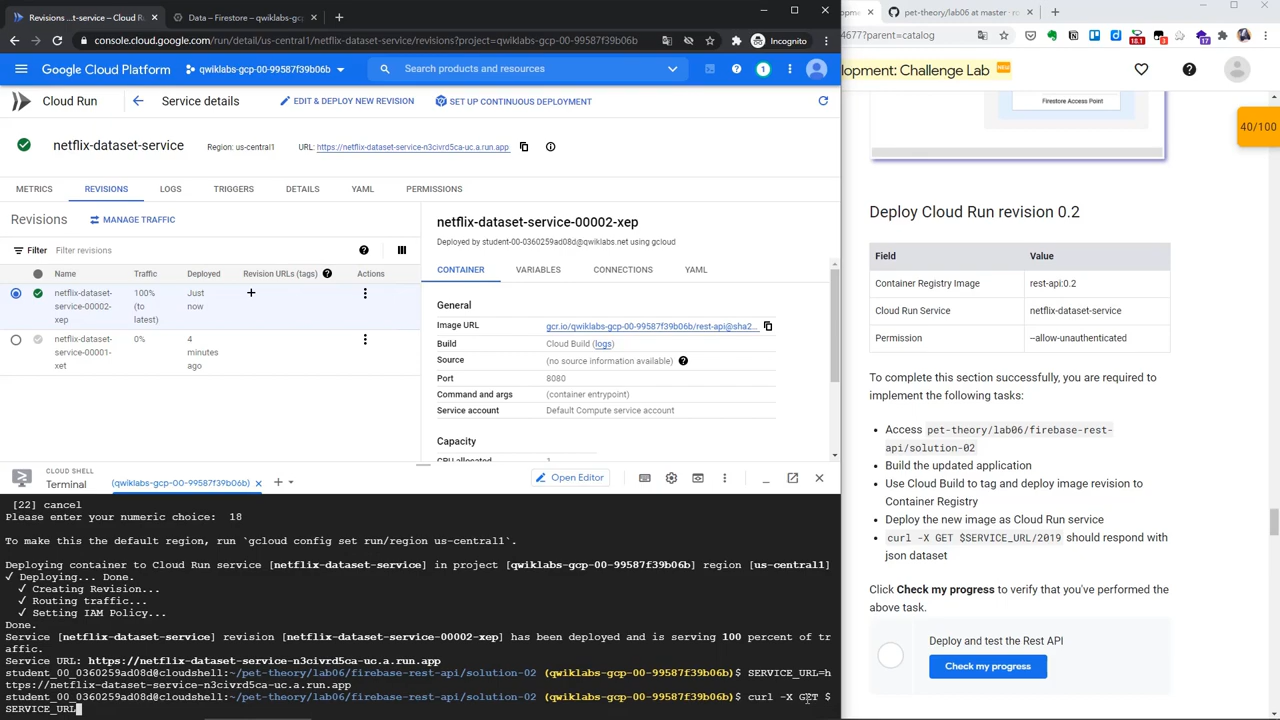 Revisions ...t-service – Cloud Ru
Data – Firestore – qwiklabs-gcp
pet-theory/lab06 at master · ro
console.cloud.google.com/run/detail/us-central1/netflix-dataset-service/revisions?project=qwiklabs-gcp-00-99587f39b06b
Incognito
4677?parent=catalog
Google Cloud Platform
qwiklabs-gcp-00-99587f39b06b
Search products and resources
1
lopment: Challenge Lab
NEW
Cloud Run
Service details
EDIT & DEPLOY NEW REVISION
SET UP CONTINUOUS DEPLOYMENT
Firestore Access Point
40/100
netflix-dataset-service
Region: us-central1
URL: https://netflix-dataset-service-n3civrd5ca-uc.a.run.app
METRICS
REVISIONS
LOGS
TRIGGERS
DETAILS
YAML
PERMISSIONS
Revisions
MANAGE TRAFFIC
Filter
Filter revisions
Name
Traffic
Deployed
Revision URLs (tags)
Actions
netflix-dataset-service-00002-xep
100% (to latest)
Just now
netflix-dataset-service-00001-xet
0%
4 minutes ago
netflix-dataset-service-00002-xep
Deployed by student-00-0360259ad08d@qwiklabs.net using gcloud
CONTAINER
VARIABLES
CONNECTIONS
YAML
General
Image URL
gcr.io/qwiklabs-gcp-00-99587f39b06b/rest-api@sha2...
Build
Cloud Build (logs)
Source
(no source information available)
Port
8080
Command and args
(container entrypoint)
Service account
Default Compute service account
Capacity
CPU allocated
1
CLOUD SHELL
Terminal
(qwiklabs-gcp-00-99587f39b06b)
Open Editor
[22] cancel
Please enter your numeric choice:  18
To make this the default region, run `gcloud config set run/region us-central1`.
Deploying container to Cloud Run service [netflix-dataset-service] in project [qwiklabs-gcp-00-99587f39b06b] region [us-central1]
✓ Deploying... Done.
✓ Creating Revision...
✓ Routing traffic...
✓ Setting IAM Policy...
Done.
Service [netflix-dataset-service] revision [netflix-dataset-service-00002-xep] has been deployed and is serving 100 percent of tr
affic.
Service URL: https://netflix-dataset-service-n3civrd5ca-uc.a.run.app
student_00_0360259ad08d@cloudshell:~/pet-theory/lab06/firebase-rest-api/solution-02 (qwiklabs-gcp-00-99587f39b06b)$ SERVICE_URL=h
ttps://netflix-dataset-service-n3civrd5ca-uc.a.run.app
student_00_0360259ad08d@cloudshell:~/pet-theory/lab06/firebase-rest-api/solution-02 (qwiklabs-gcp-00-99587f39b06b)$ curl -X GET $
SERVICE_URL
Deploy Cloud Run revision 0.2
Field
Value
Container Registry Image
rest-api:0.2
Cloud Run Service
netflix-dataset-service
Permission
--allow-unauthenticated
To complete this section successfully, you are required to
implement the following tasks:
Access pet-theory/lab06/firebase-rest-
api/solution-02
Build the updated application
Use Cloud Build to tag and deploy image revision to
Container Registry
Deploy the new image as Cloud Run service
curl -X GET $SERVICE_URL/2019 should respond with
json dataset
Click Check my progress to verify that you've performed the
above task.
Deploy and test the Rest API
Check my progress